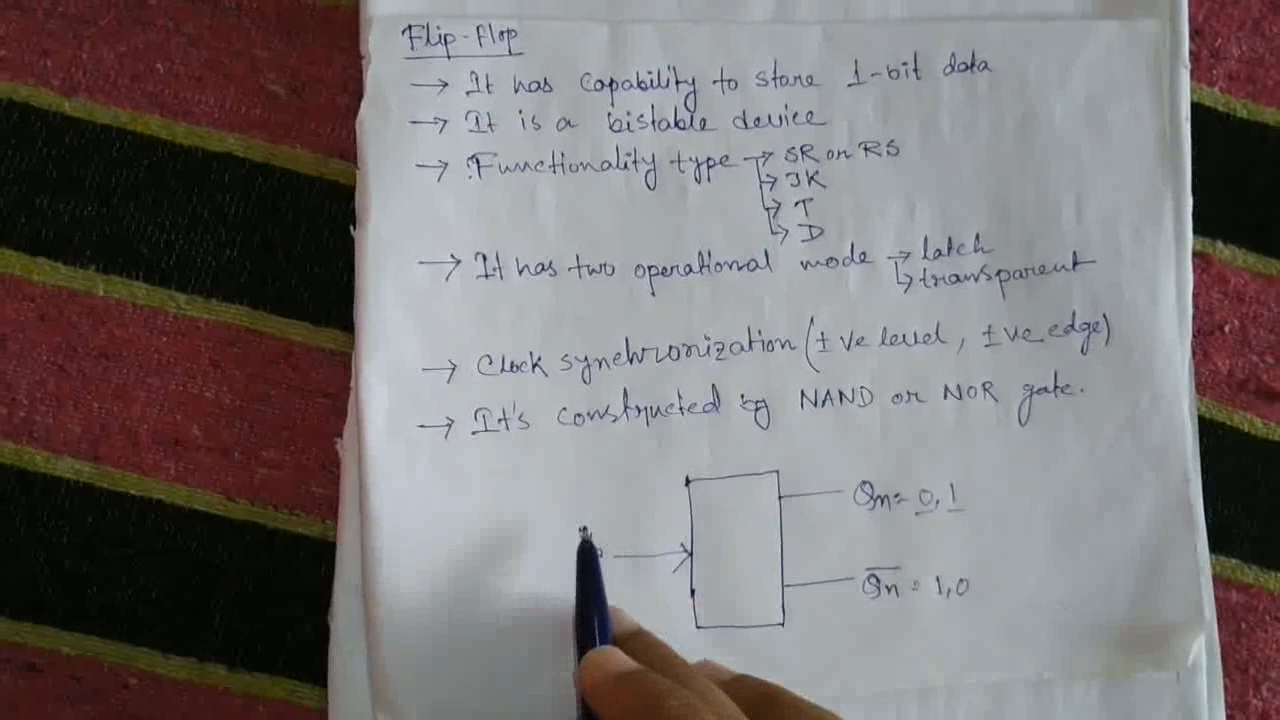 Flip-Flop
→ It has capability to store 1-bit data
→ It is a bistable device
→ Functionality type → SR or RS
→ JK
→ T
→ D
→ It has two operational mode → latch
↳ transparent
→ Clock synchronization (± ve level, ± ve edge)
→ It's constructed by NAND or NOR gate.
Qn = 0, 1
Q̅n̅ = 1,0